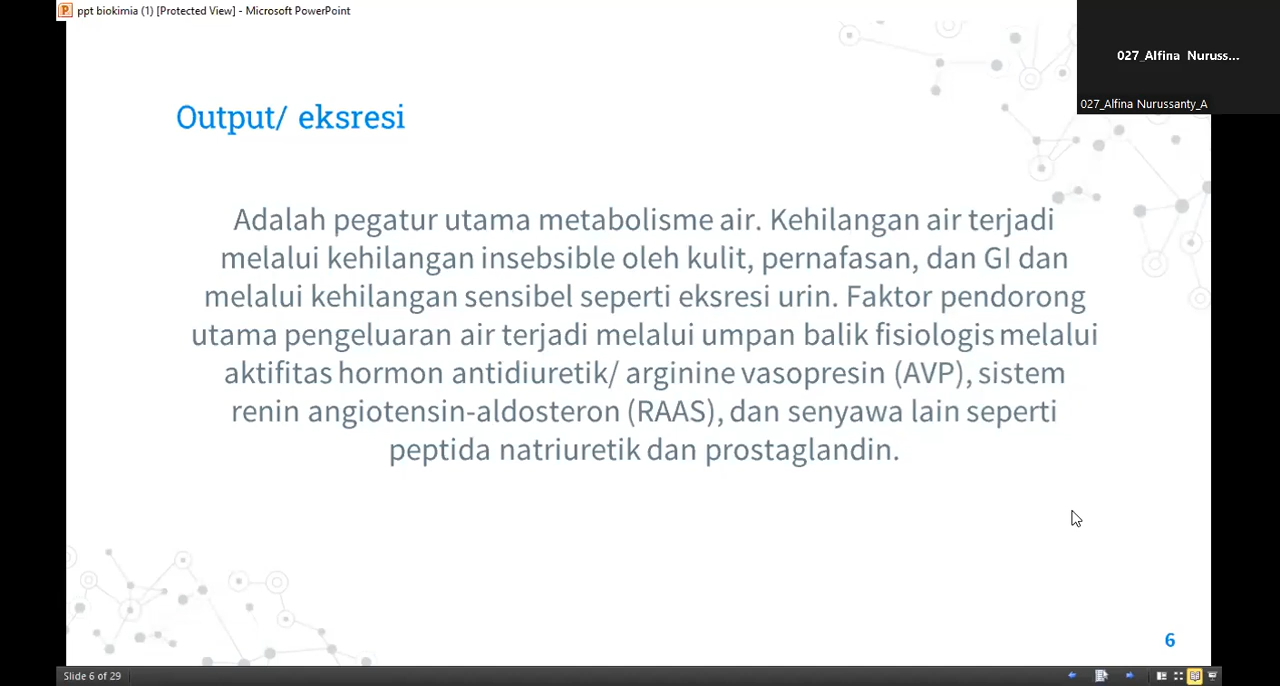 ppt biokimia (1) [Protected View] - Microsoft PowerPoint
027_Alfina Nuruss...
027_Alfina Nurussanty_A
Output/ eksresi
Adalah pegatur utama metabolisme air. Kehilangan air terjadi
melalui kehilangan insebsible oleh kulit, pernafasan, dan GI dan
melalui kehilangan sensibel seperti eksresi urin. Faktor pendorong
utama pengeluaran air terjadi melalui umpan balik fisiologis melalui
aktifitas hormon antidiuretik/ arginine vasopresin (AVP), sistem
renin angiotensin-aldosteron (RAAS), dan senyawa lain seperti
peptida natriuretik dan prostaglandin.
6
Slide 6 of 29